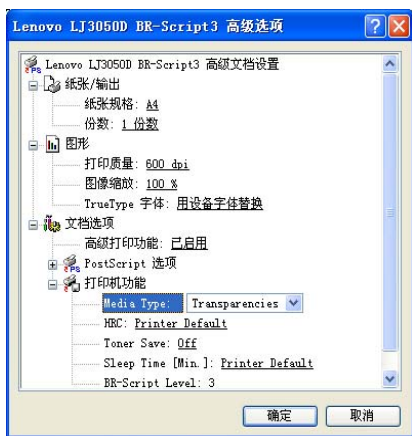 Lenovo LJ3050D BR-Script3 高级选项
Lenovo LJ3050D BR-Script3 高级文档设置
纸张/输出
纸张规格: A4
份数: 1 份数
图形
打印质量: 600 dpi
图像缩放: 100 %
TrueType 字体: 用设备字体替换
文档选项
高级打印功能: 已启用
PostScript 选项
打印机功能
Media Type: Transparencies
HRC: Printer Default
Toner Save: Off
Sleep Time [Min.]: Printer Default
BR-Script Level: 3
确定 取消